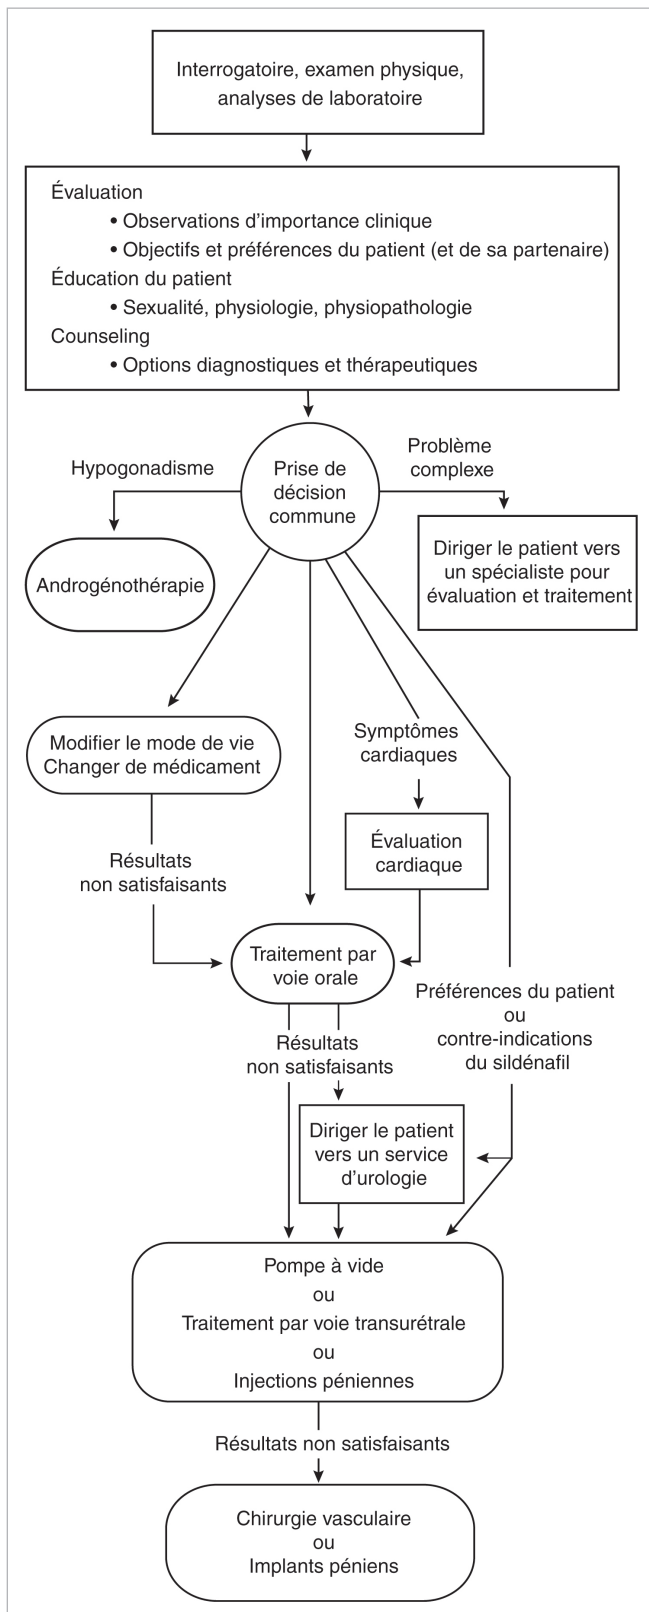 Interrogatoire, examen physique,
analyses de laboratoire
Évaluation
• Observations d'importance clinique
• Objectifs et préférences du patient (et de sa partenaire)
Éducation du patient
• Sexualité, physiologie, physiopathologie
Counseling
• Options diagnostiques et thérapeutiques
Hypogonadisme
Prise de
décision
commune
Problème
complexe
Androgénothérapie
Diriger le patient vers
un spécialiste pour
évaluation et traitement
Modifier le mode de vie
Changer de médicament
Symptômes
cardiaques
Évaluation
cardiaque
Résultats
non satisfaisants
Traitement par
voie orale
Préférences du patient
ou
contre-indications
du sildénafil
Résultats
non satisfaisants
Diriger le patient
vers un service
d'urologie
Pompe à vide
ou
Traitement par voie transurétrale
ou
Injections péniennes
Résultats non satisfaisants
Chirurgie vasculaire
ou
Implants péniens